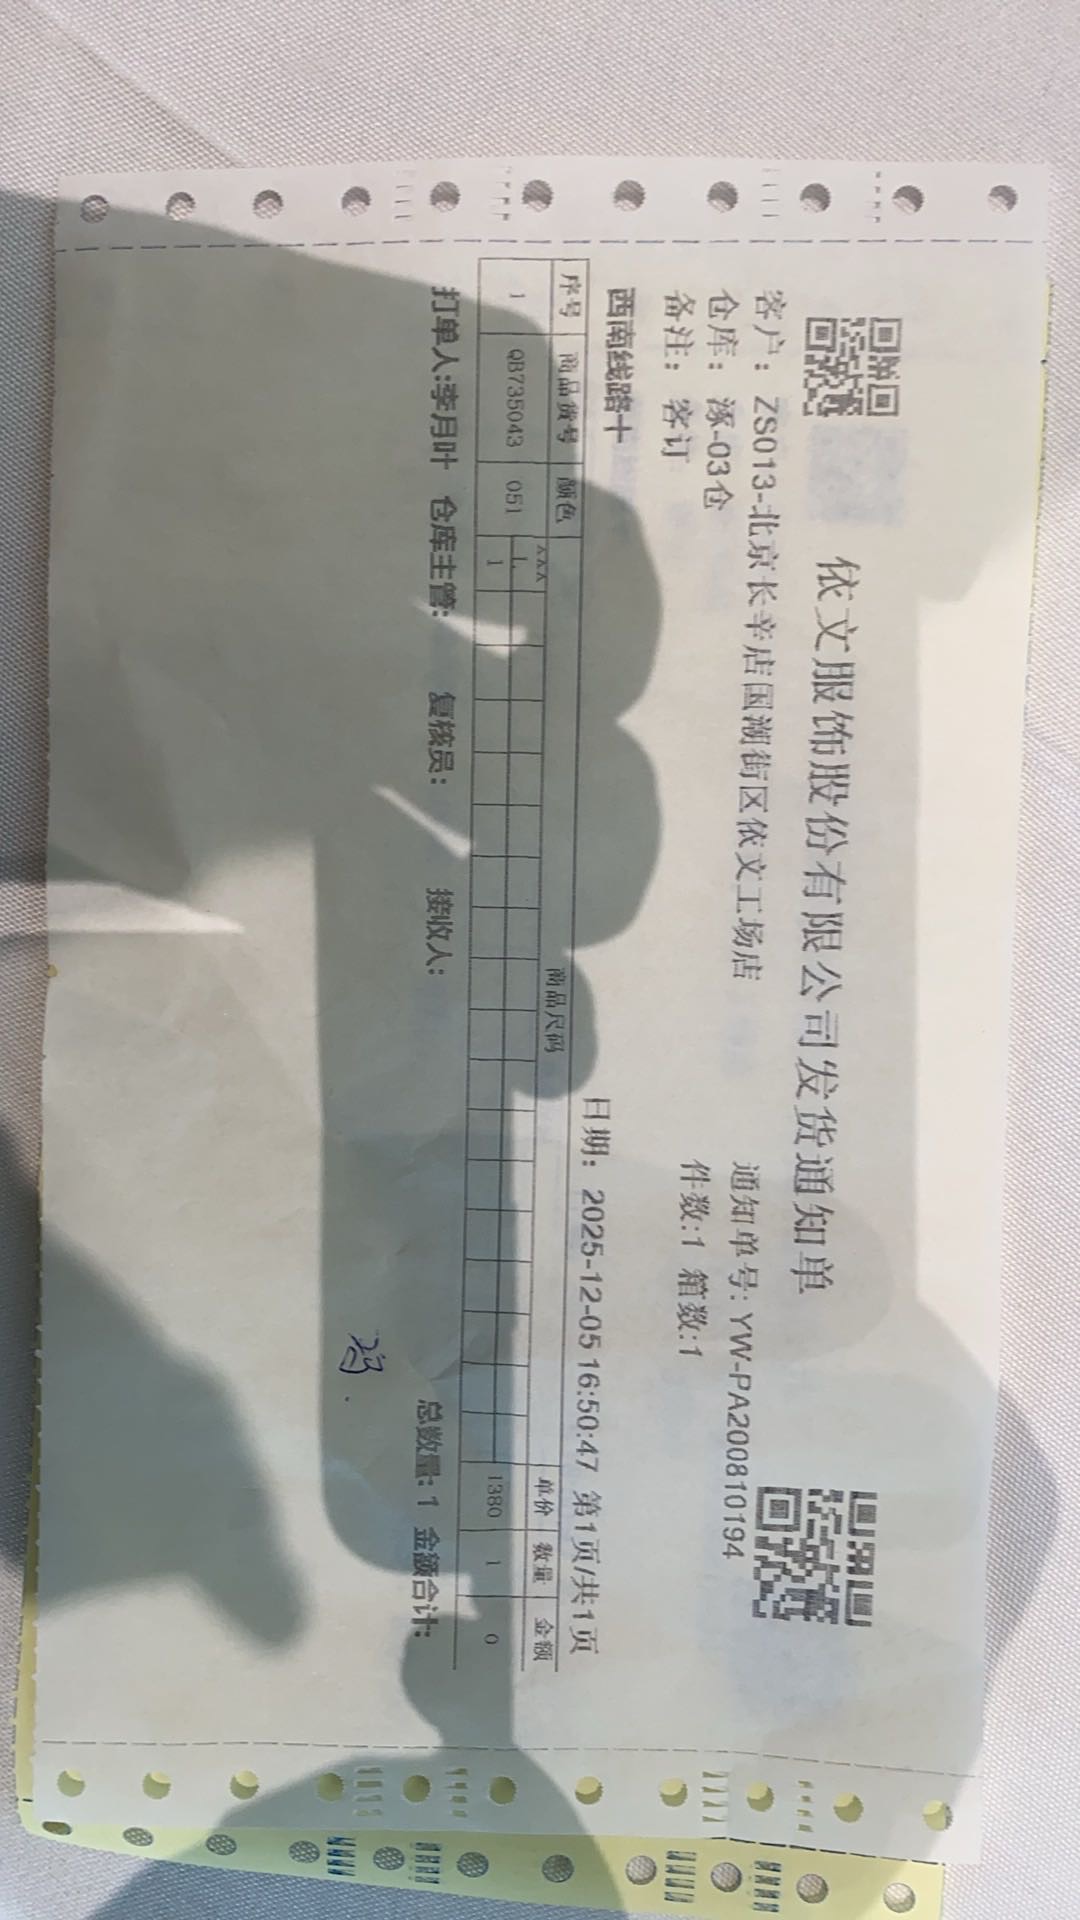 依文服饰股份有限公司发货通知单
客户：ZS013-北京长辛店国潮街区依文工场店
通知单号: YW-PA200810194
仓库：涿-03仓
件数:1 箱数:1
备注：客订
西南线路十
日期：2025-12-05 16:50:47 第1页/共1页
序号 商品货号 颜色 商品尺码 单价 数量 金额
L
1 QB735043 051 1 1380 1 0
打单人:李月叶 仓库主管: 复核员: 接收人: 总数量: 1 金额合计: